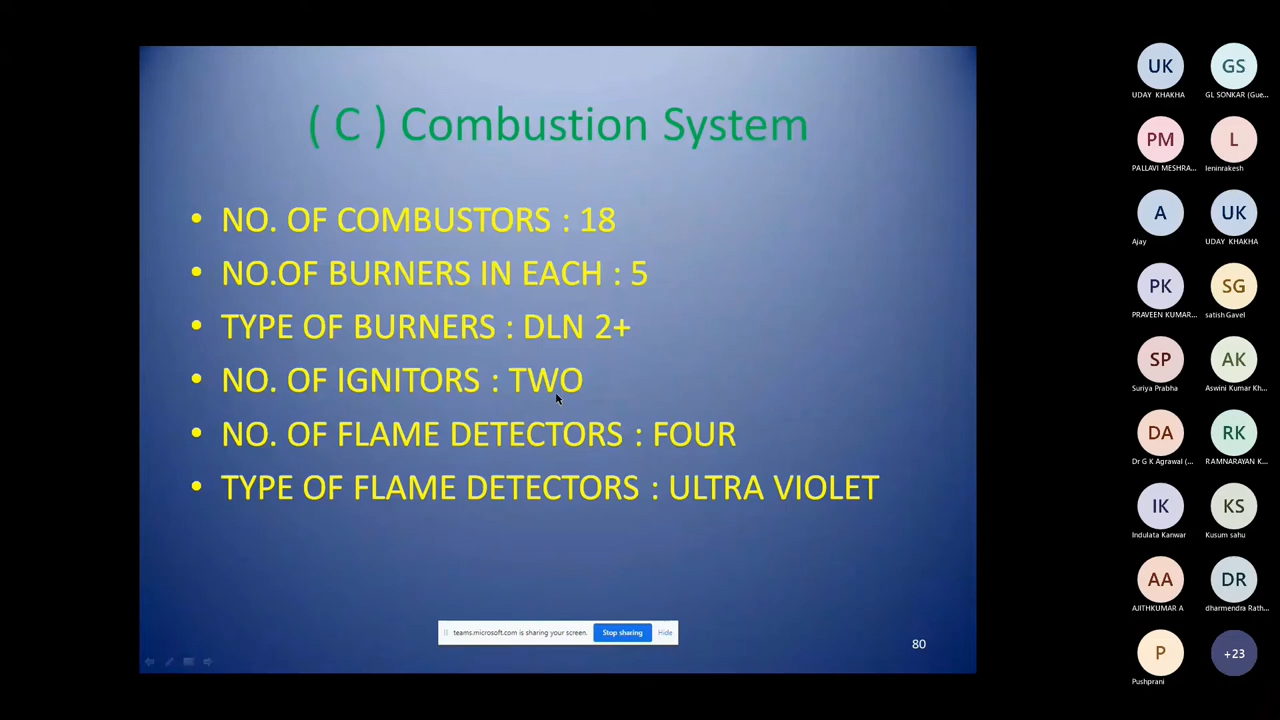 ( C ) Combustion System
• NO. OF COMBUSTORS : 18
• NO.OF BURNERS IN EACH : 5
• TYPE OF BURNERS : DLN 2+
• NO. OF IGNITORS : TWO
• NO. OF FLAME DETECTORS : FOUR
• TYPE OF FLAME DETECTORS : ULTRA VIOLET
teams.microsoft.com is sharing your screen. Stop sharing Hide
80
UK GS
UDAY KHAKHA GL SONKAR (Gue...
PM L
PALLAVI MESHRA... leninrakesh
A UK
Ajay UDAY KHAKHA
PK SG
PRAVEEN KUMAR... satish Gavel
SP AK
Suriya Prabha Aswini Kumar Kh...
DA RK
Dr G K Agrawal (... RAMNARAYAN K...
IK KS
Indulata Kanwar Kusum sahu
AA DR
AJITHKUMAR A dharmendra Rath...
P +23
Pushprani